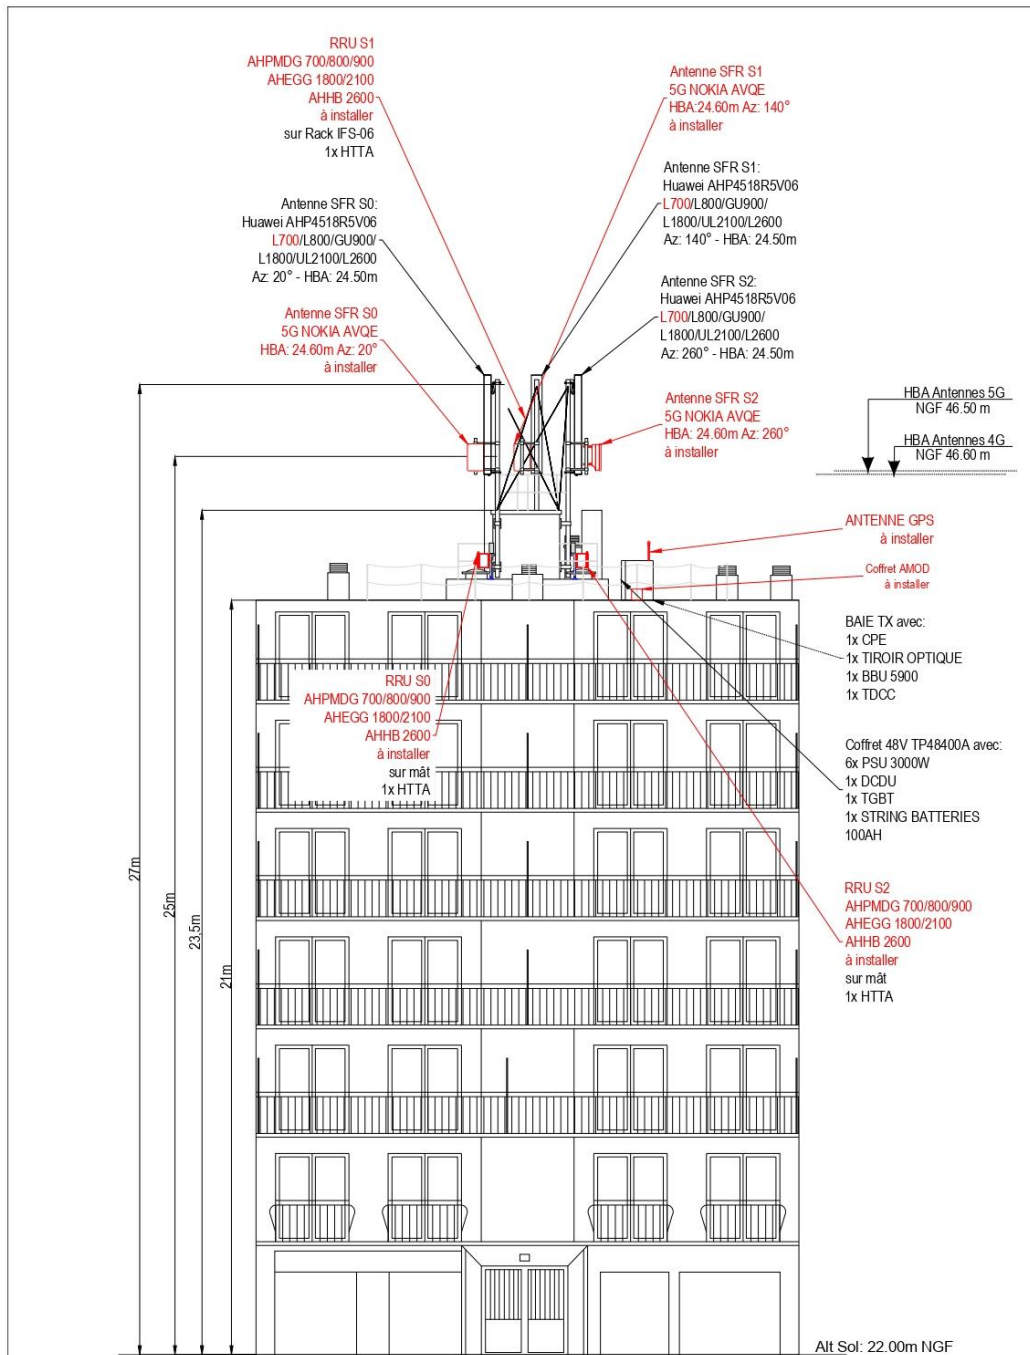 RRU S1
AHPMDG 700/800/900
AHEGG 1800/2100
AHHB 2600
à installer
sur Rack IFS-06
1x HTTA
Antenne SFR S1
5G NOKIA AVQE
HBA:24.60m Az: 140°
à installer
Antenne SFR S0:
Huawei AHP4518R5V06
L700/L800/GU900/
L1800/UL2100/L2600
Az: 20° - HBA: 24.50m
Antenne SFR S1:
Huawei AHP4518R5V06
L700/L800/GU900/
L1800/UL2100/L2600
Az: 140° - HBA: 24.50m
Antenne SFR S0
5G NOKIA AVQE
HBA: 24.60m Az: 20°
à installer
Antenne SFR S2:
Huawei AHP4518R5V06
L700/L800/GU900/
L1800/UL2100/L2600
Az: 260° - HBA: 24.50m
Antenne SFR S2
5G NOKIA AVQE
HBA: 24.60m Az: 260°
à installer
HBA Antennes 5G
NGF 46.50 m
HBA Antennes 4G
NGF 46.60 m
ANTENNE GPS
à installer
Coffret AMOD
à installer
BAIE TX avec:
1x CPE
1x TIROIR OPTIQUE
1x BBU 5900
1x TDCC
RRU S0
AHPMDG 700/800/900
AHEGG 1800/2100
AHHB 2600
à installer
sur mât
1x HTTA
Coffret 48V TP48400A avec:
6x PSU 3000W
1x DCDU
1x TGBT
1x STRING BATTERIES
100AH
RRU S2
AHPMDG 700/800/900
AHEGG 1800/2100
AHHB 2600
à installer
sur mât
1x HTTA
27m
25m
23,5m
21m
Alt Sol: 22.00m NGF